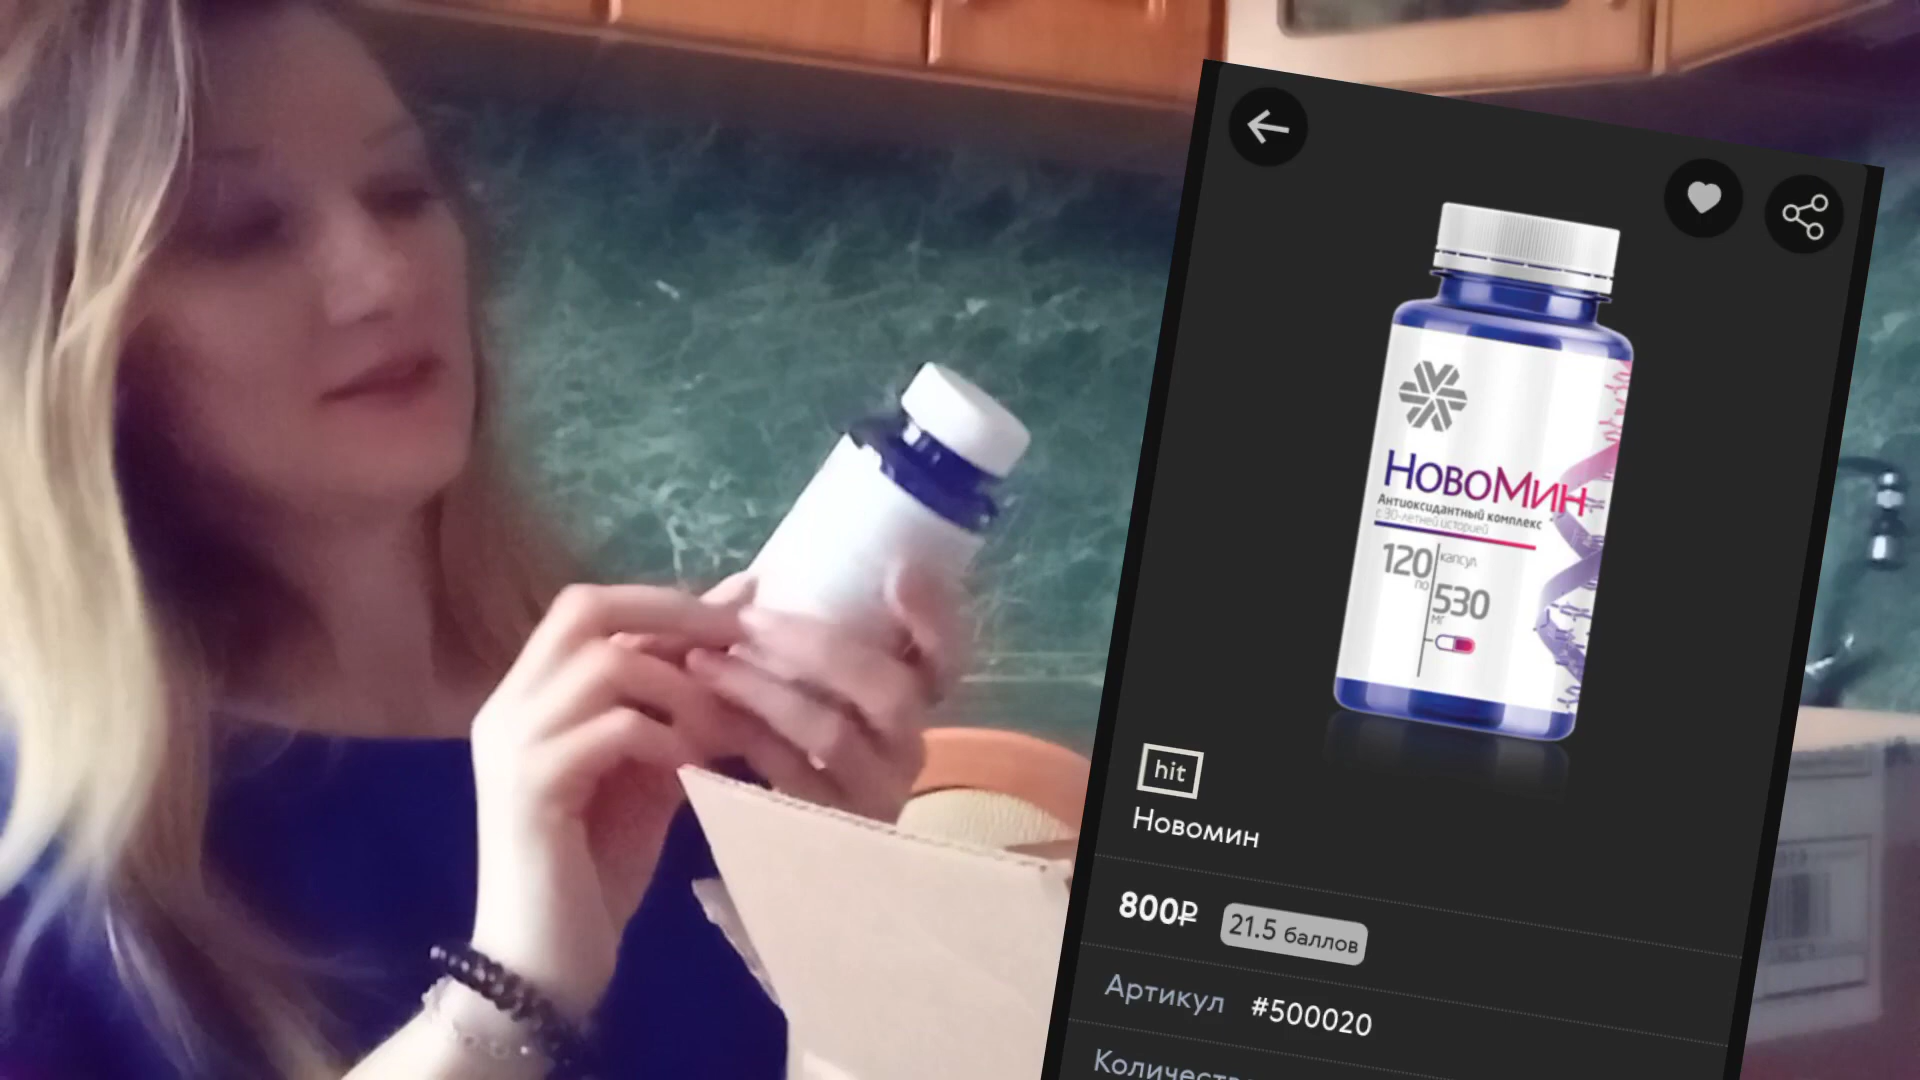 НовоМин
Антиоксидантный комплекс
с 30-летней историей
120 капсул
по 530
мг
hit
Новомин
800₽ 21.5 баллов
Артикул #500020